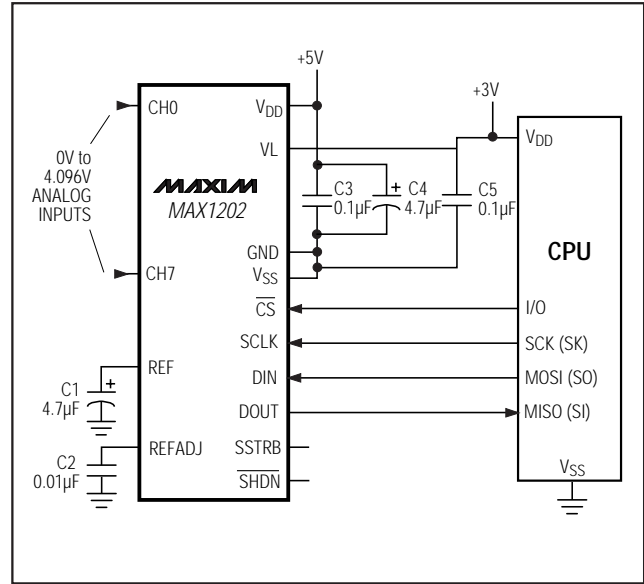 +5V
+3V
CH0
VDD
VL
VDD
0V to
4.096V
ANALOG
INPUTS
MAXIM
MAX1202
C3
0.1µF
+
C4
4.7µF
C5
0.1µF
CPU
GND
VSS
CH7
CS
I/O
SCLK
SCK (SK)
REF
DIN
MOSI (SO)
C1
4.7µF
+
DOUT
MISO (SI)
REFADJ
SSTRB
C2
0.01µF
SHDN
VSS